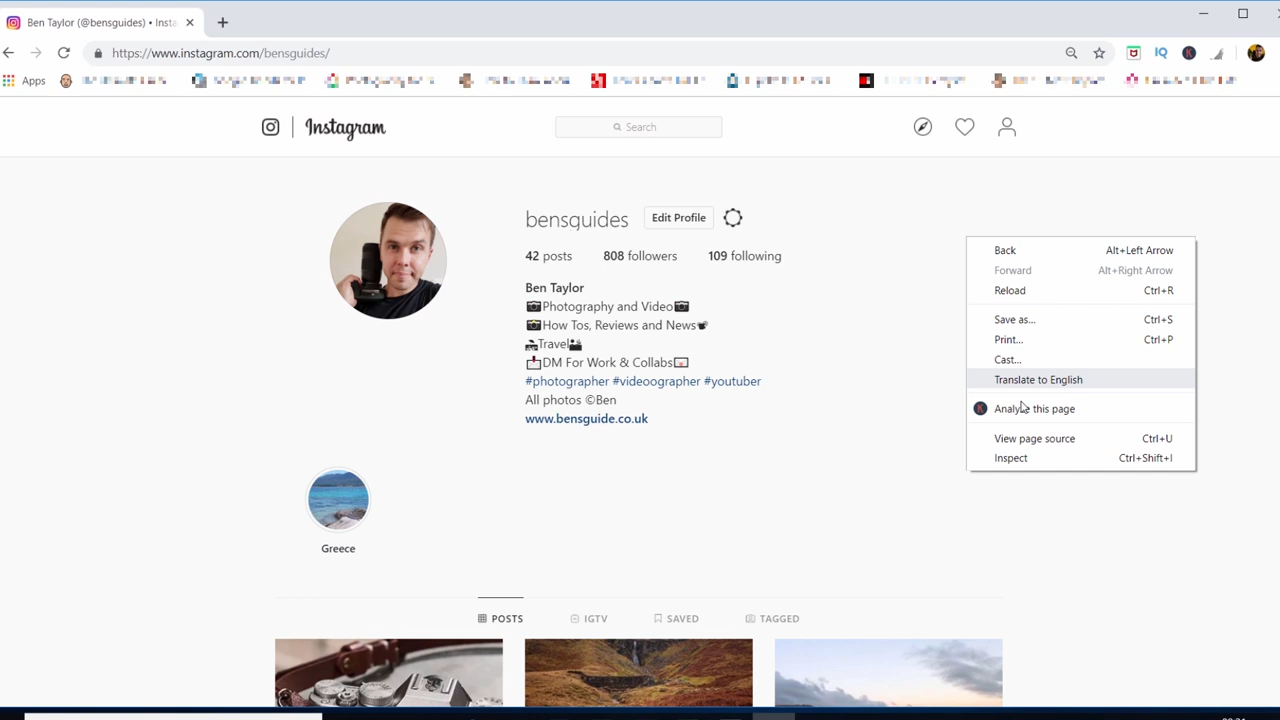 Ben Taylor (@bensguides) • Insta
https://www.instagram.com/bensguides/
IQ
Apps
Instagram
Search
bensguides
Edit Profile
42 posts 808 followers 109 following
Ben Taylor
📷Photography and Video📷
📸How Tos, Reviews and News📽
🏍Travel🏜
📩DM For Work & Collabs💌
#photographer #videoographer #youtuber
All photos ©Ben
www.bensguide.co.uk
Greece
POSTS IGTV SAVED TAGGED
Back Alt+Left Arrow
Forward Alt+Right Arrow
Reload Ctrl+R
Save as... Ctrl+S
Print... Ctrl+P
Cast...
Translate to English
K Analyze this page
View page source Ctrl+U
Inspect Ctrl+Shift+I